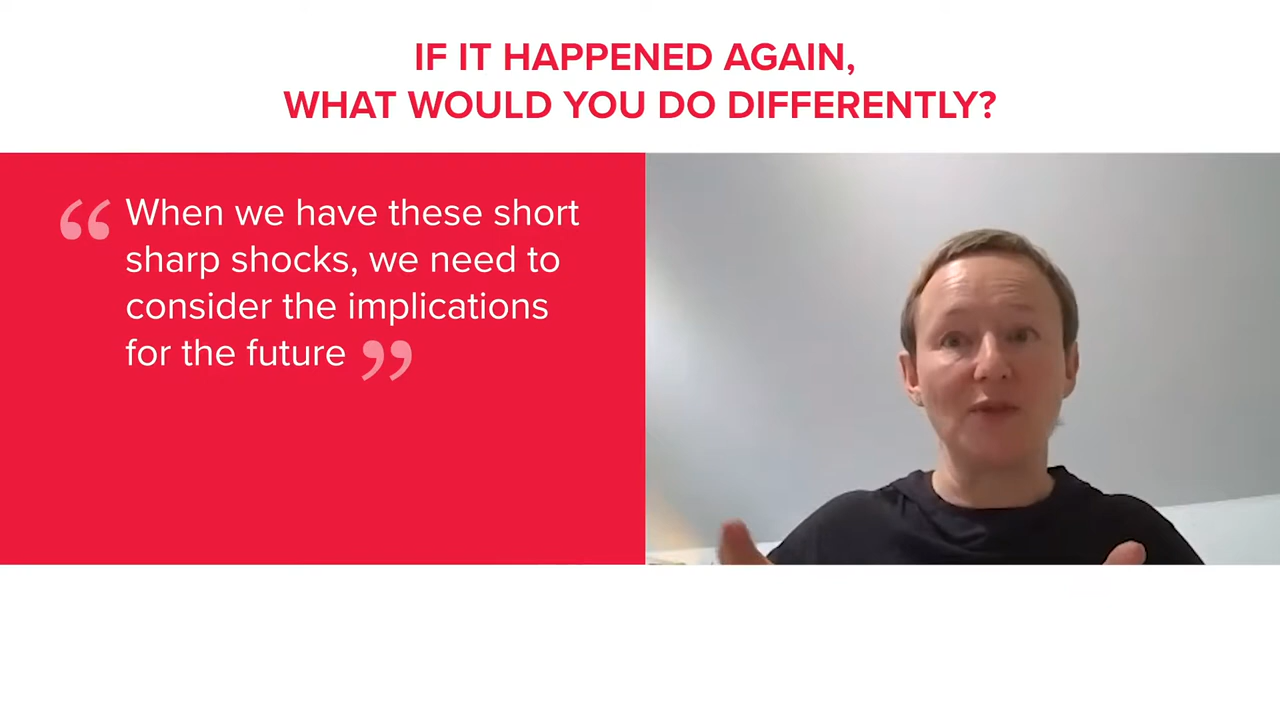 IF IT HAPPENED AGAIN,
WHAT WOULD YOU DO DIFFERENTLY?
“ When we have these short
sharp shocks, we need to
consider the implications
for the future ”